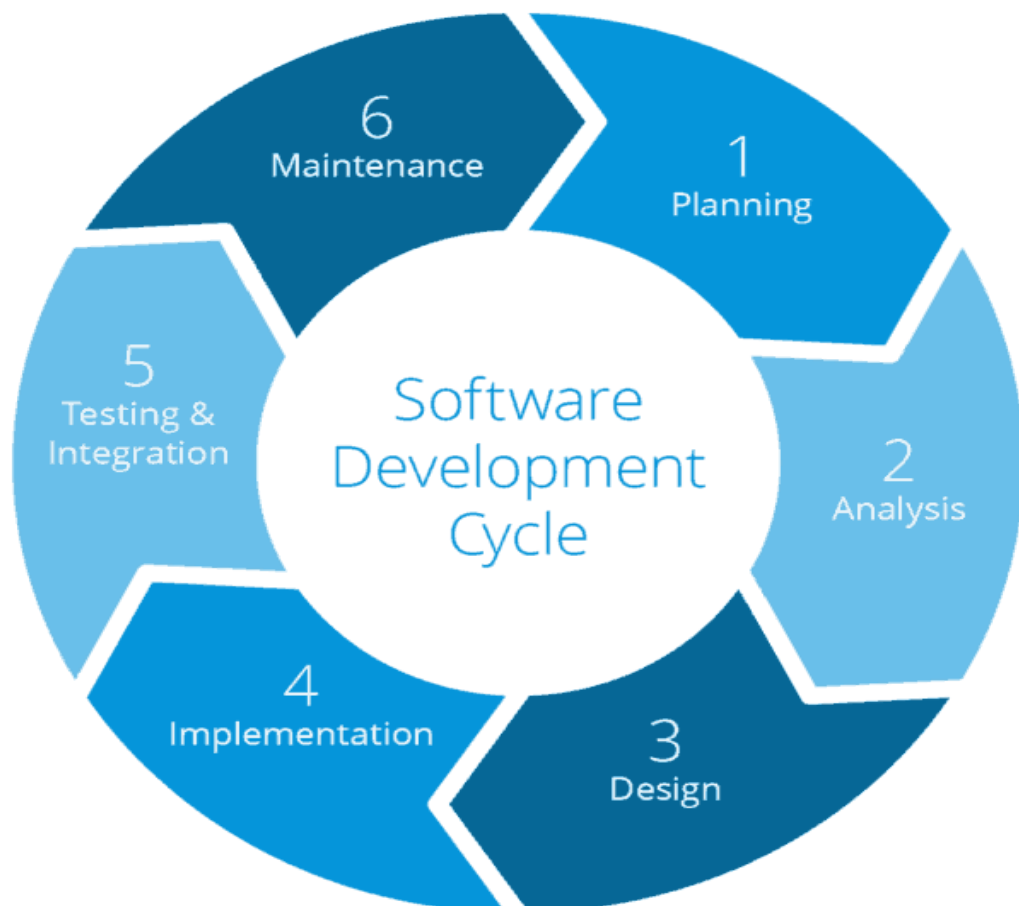 Software
Development
Cycle
1
Planning
2
Analysis
3
Design
4
Implementation
5
Testing &
Integration
6
Maintenance